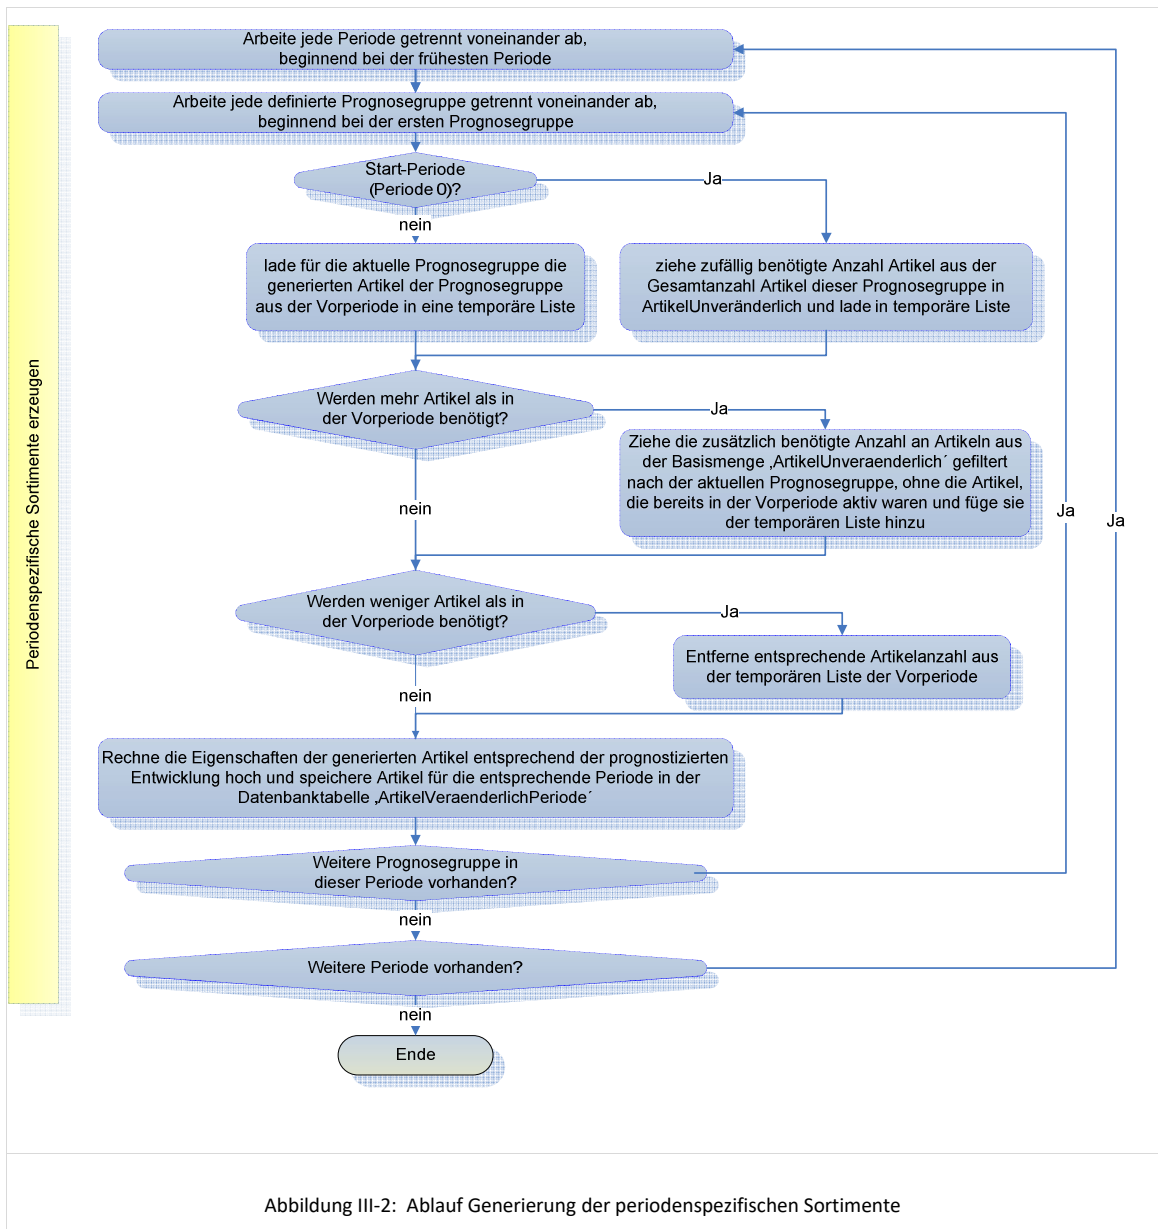 Periodenspezifische Sortimente erzeugen
Arbeite jede Periode getrennt voneinander ab,
beginnend bei der frühesten Periode
Arbeite jede definierte Prognosegruppe getrennt voneinander ab,
beginnend bei der ersten Prognosegruppe
Start-Periode
(Periode 0)?
Ja
nein
lade für die aktuelle Prognosegruppe die
generierten Artikel der Prognosegruppe
aus der Vorperiode in eine temporäre Liste
ziehe zufällig benötigte Anzahl Artikel aus der
Gesamtanzahl Artikel dieser Prognosegruppe in
ArtikelUnveränderlich und lade in temporäre Liste
Werden mehr Artikel als in
der Vorperiode benötigt?
Ja
nein
Ziehe die zusätzlich benötigte Anzahl an Artikeln aus
der Basismenge ‚ArtikelUnveraenderlich´ gefiltert
nach der aktuellen Prognosegruppe, ohne die Artikel,
die bereits in der Vorperiode aktiv waren und füge sie
der temporären Liste hinzu
Ja
Ja
Werden weniger Artikel als in
der Vorperiode benötigt?
Ja
nein
Entferne entsprechende Artikelanzahl aus
der temporären Liste der Vorperiode
Rechne die Eigenschaften der generierten Artikel entsprechend der prognostizierten
Entwicklung hoch und speichere Artikel für die entsprechende Periode in der
Datenbanktabelle ‚ArtikelVeraenderlichPeriode´
Weitere Prognosegruppe in
dieser Periode vorhanden?
nein
Weitere Periode vorhanden?
nein
Ende
Abbildung III-2: Ablauf Generierung der periodenspezifischen Sortimente